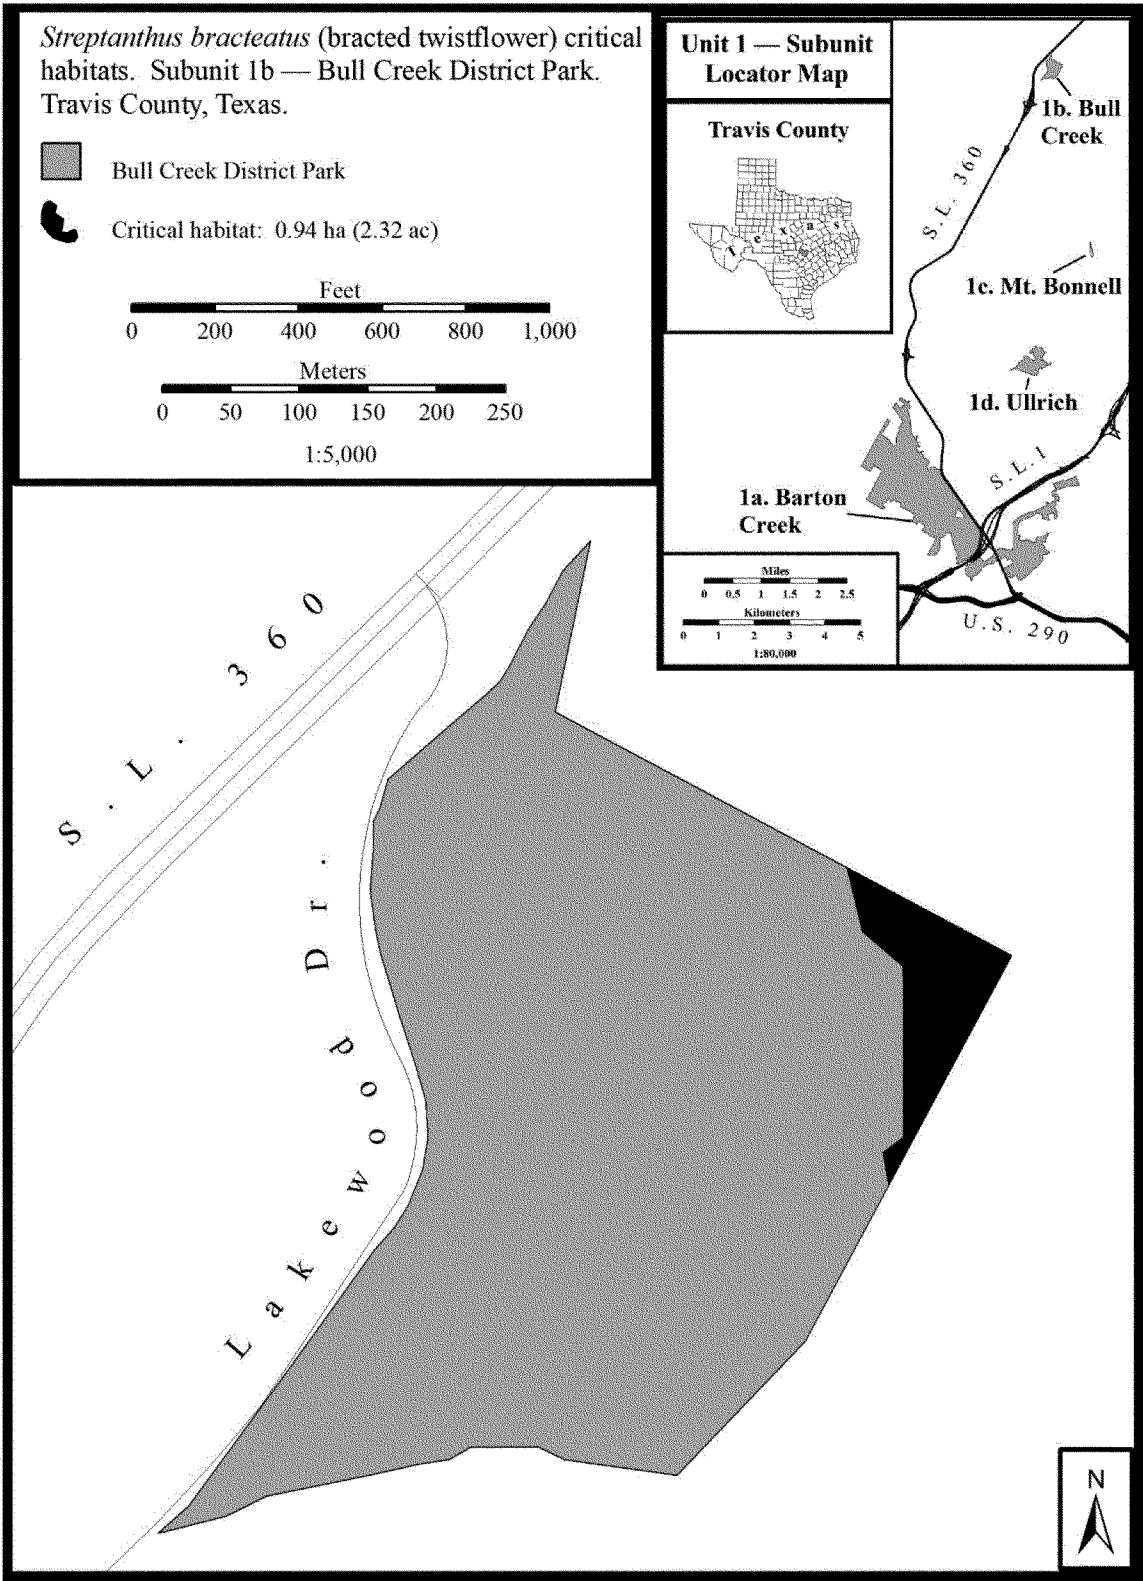 Streptanthus bracteatus (bracted twistflower) critical
habitats. Subunit 1b — Bull Creek District Park.
Travis County, Texas.
Bull Creek District Park
Critical habitat: 0.94 ha (2.32 ac)
Feet
0 200 400 600 800 1,000
Meters
0 50 100 150 200 250
1:5,000
Unit 1 — Subunit
Locator Map
Travis County
T e x a s
1b. Bull
Creek
S.L. 360
1c. Mt. Bonnell
1d. Ullrich
S.L.1
1a. Barton
Creek
U.S. 290
Miles
0 0.5 1 1.5 2 2.5
Kilometers
0 1 2 3 4 5
1:80,000
S.L. 360
Lakewood Dr.
N